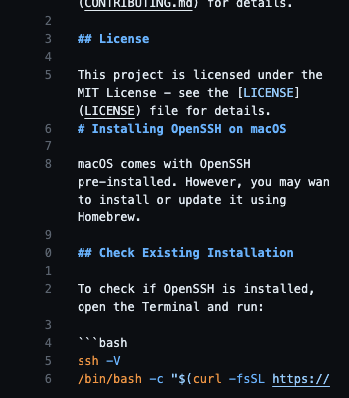 (CONTRIBUTING.md) for details.
2
3 ## License
4
5 This project is licensed under the
MIT License – see the [LICENSE]
(LICENSE) file for details.
6 # Installing OpenSSH on macOS
7
8 macOS comes with OpenSSH
pre-installed. However, you may wan
to install or update it using
Homebrew.
9
0 ## Check Existing Installation
1
2 To check if OpenSSH is installed,
open the Terminal and run:
3
4 ```bash
5 ssh -V
6 /bin/bash -c "$(curl -fsSL https://